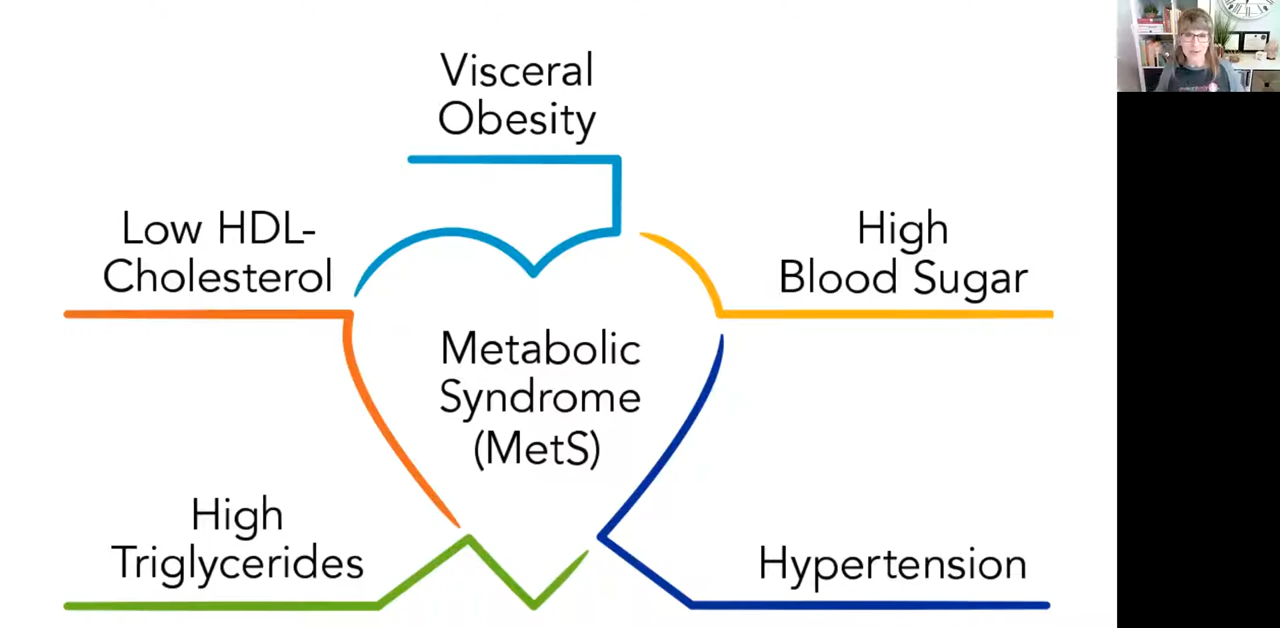 Visceral
Obesity
Low HDL-
Cholesterol
High
Blood Sugar
Metabolic
Syndrome
(MetS)
High
Triglycerides
Hypertension